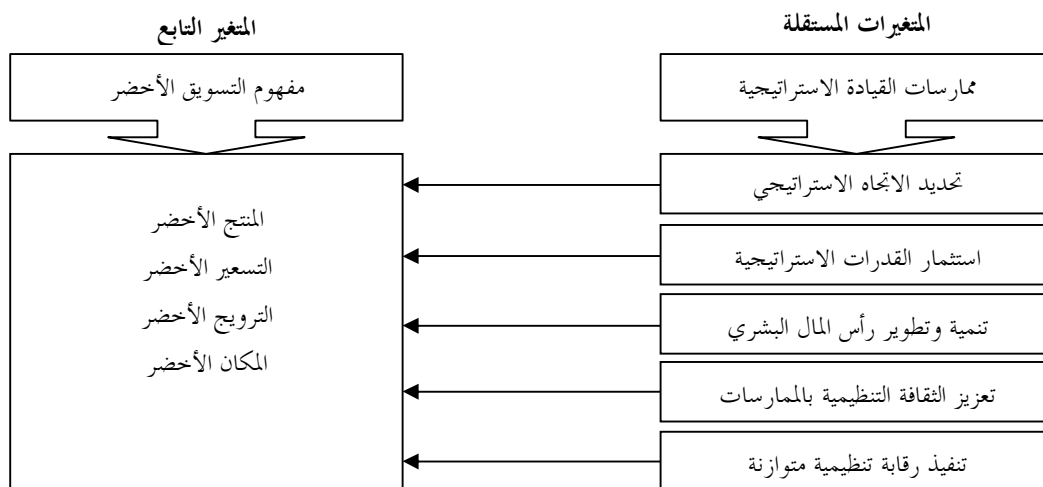 المتغيرات المستقلة
ممارسات القيادة الاستراتيجية
تحديد الاتجاه الاستراتيجي
استثمار القدرات الاستراتيجية
تنمية وتطوير رأس المال البشري
تعزيز الثقافة التنظيمية بالممارسات
تنفيذ رقابة تنظيمية متوازنة
المتغير التابع
مفهوم التسويق الأخضر
المنتج الأخضر
التسعير الأخضر
الترويج الأخضر
المكان الأخضر